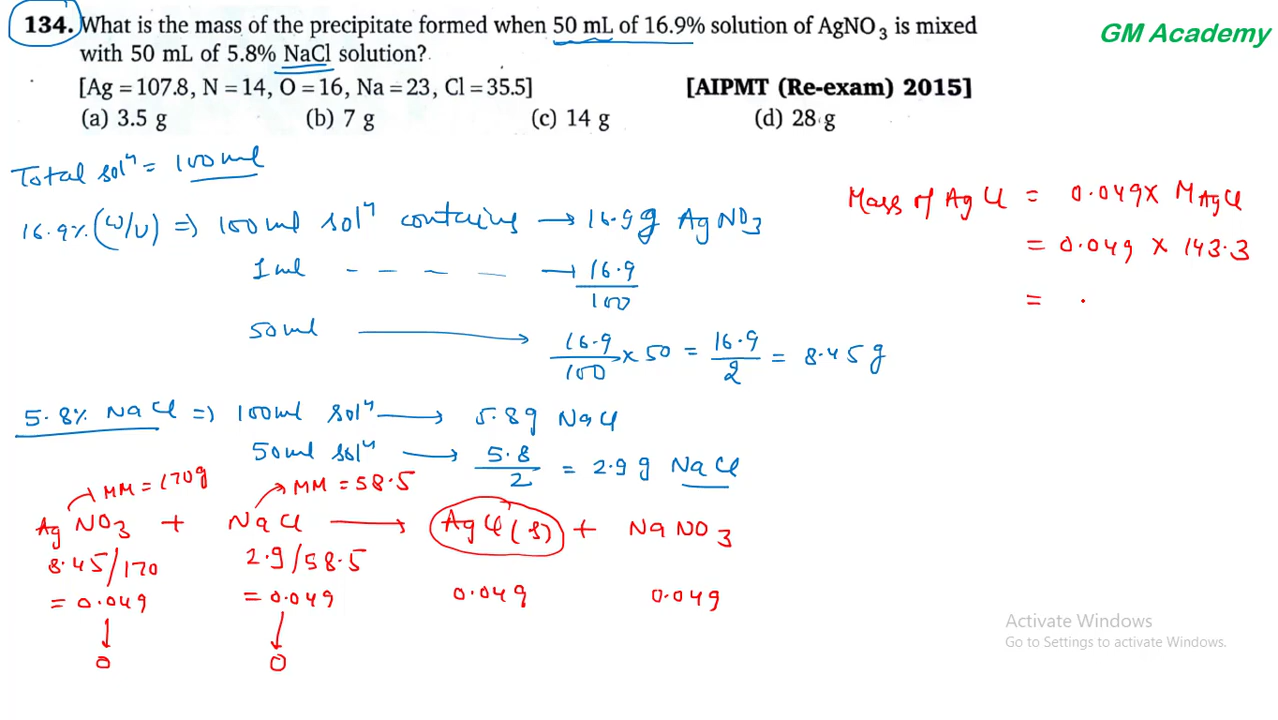 134. What is the mass of the precipitate formed when 50 mL of 16.9% solution of AgNO₃ is mixed
with 50 mL of 5.8% NaCl solution?
[Ag = 107.8, N = 14, O = 16, Na = 23, Cl = 35.5] [AIPMT (Re-exam) 2015]
(a) 3.5 g (b) 7 g (c) 14 g (d) 28 g
GM Academy
Total solⁿ = 100 ml
16.9% (W/V) => 100 ml solⁿ containing → 16.9 g AgNO₃
1 ml - - - - → 16.9/100
50 ml → 16.9/100 x 50 = 16.9/2 = 8.45 g
5.8% NaCl => 100 ml solⁿ → 5.8 g NaCl
50 ml solⁿ → 5.8/2 = 2.9 g NaCl
→ MM = 170 g → MM = 58.5
AgNO₃ + NaCl → AgCl(s) + NaNO₃
8.45/170 2.9/58.5
= 0.049 = 0.049 0.049 0.049
↓ ↓
0 0
Mass of AgCl = 0.049 x M AgCl
= 0.049 x 143.3
= .
Activate Windows
Go to Settings to activate Windows.